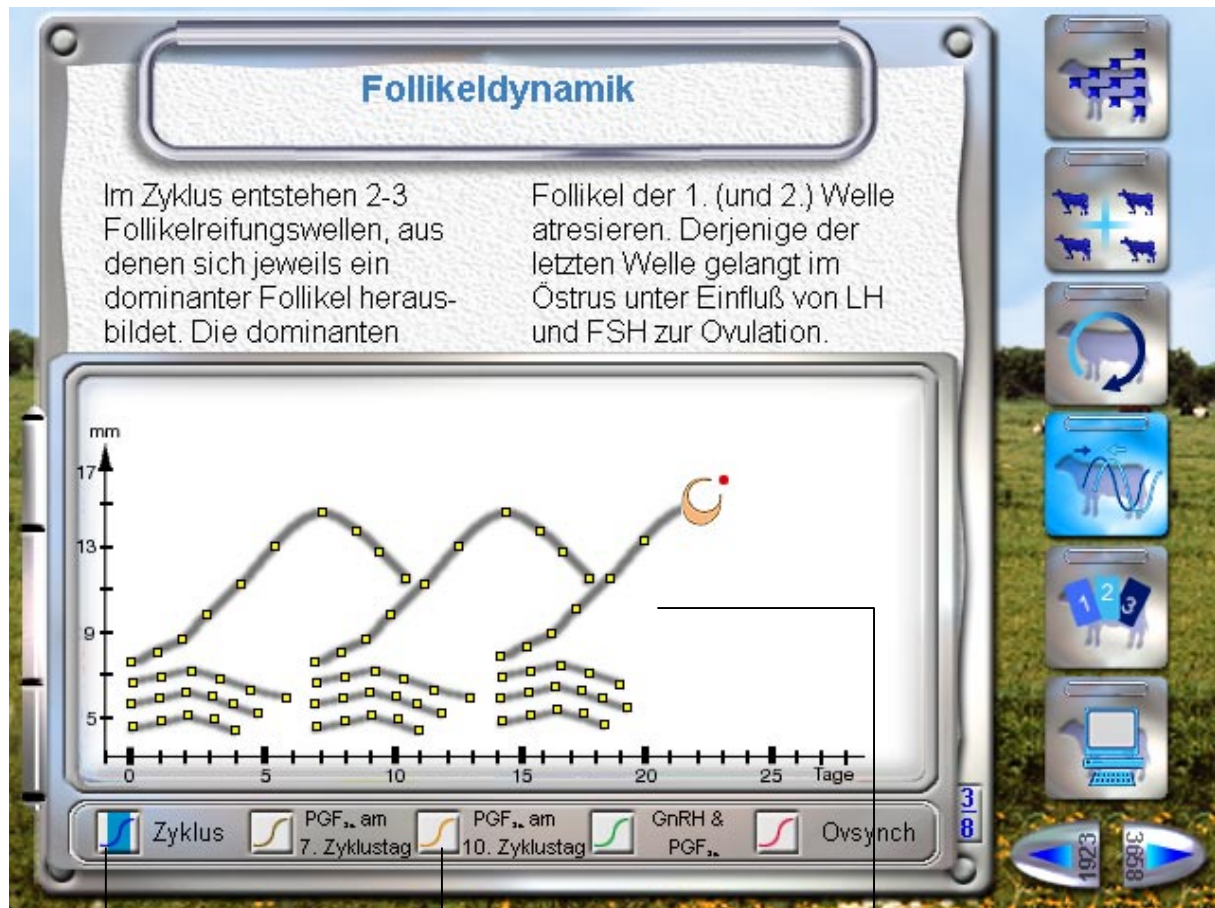 Follikeldynamik
Im Zyklus entstehen 2-3
Follikelreifungswellen, aus
denen sich jeweils ein
dominanter Follikel heraus-
bildet. Die dominanten
Follikel der 1. (und 2.) Welle
atresieren. Derjenige der
letzten Welle gelangt im
Östrus unter Einfluß von LH
und FSH zur Ovulation.
mm
17
13
9
5
0 5 10 15 20 25 Tage
Zyklus
PGF am
7. Zyklustag
PGF am
10. Zyklustag
GnRH &
PGF
Ovsynch
3
8
1 2 3
1923
3658